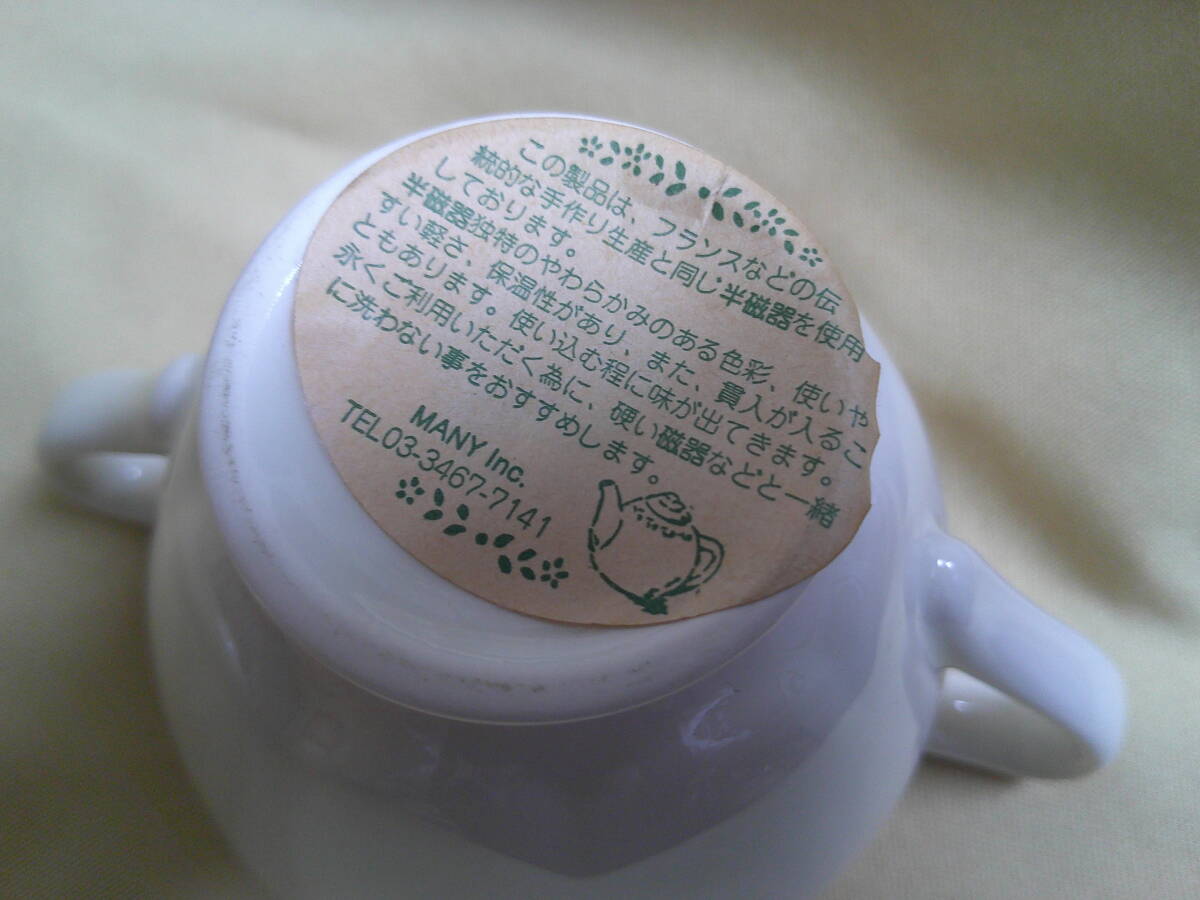 この製品は、フランスなどの伝
統的な手作り生産と同じ半磁器を使用
しております。
半磁器独特のやわらかみのある色彩、使いや
すい軽さ、保温性があり、また、貫入が入るこ
ともあります。使い込む程に味が出てきます。
永くご利用いただく為に、硬い磁器などと一緒
に洗わない事をおすすめします。
MANY Inc.
TEL03-3467-7141